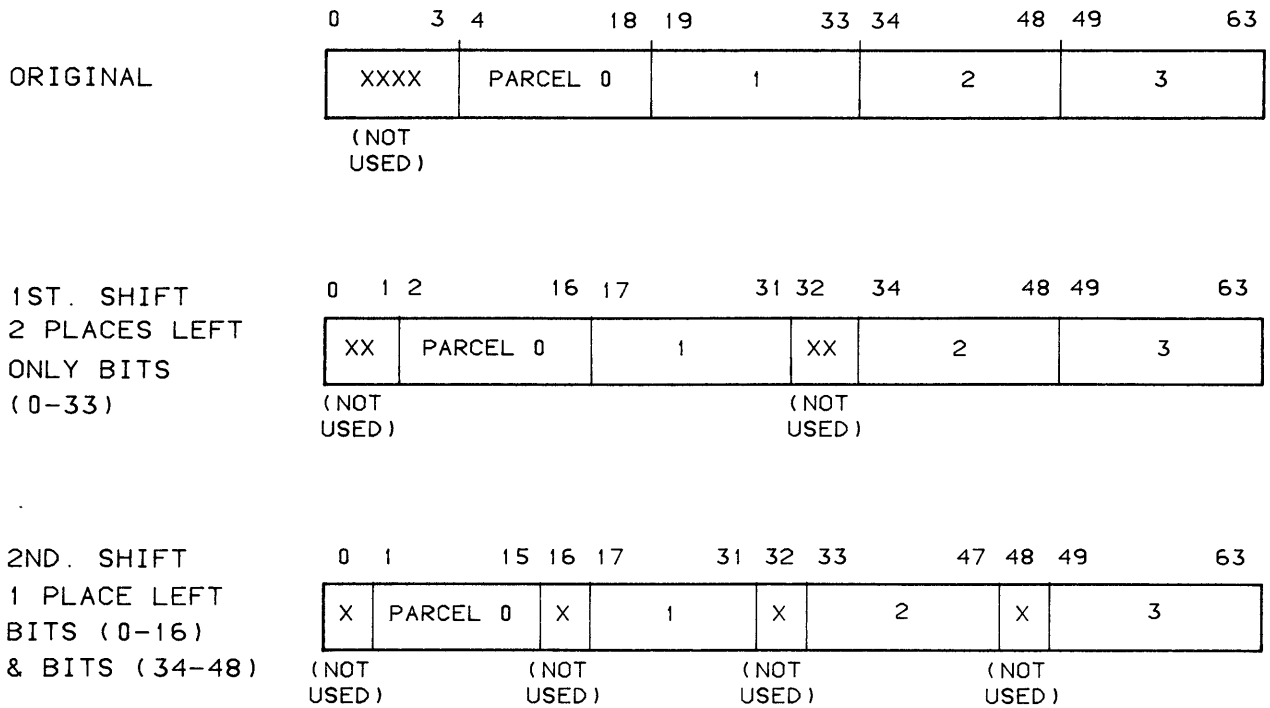 0 3 4 18 19 33 34 48 49 63
ORIGINAL XXXX PARCEL 0 1 2 3
(NOT
USED)
0 1 2 16 17 31 32 34 48 49 63
1ST. SHIFT
2 PLACES LEFT
ONLY BITS
(0-33)
XX PARCEL 0 1 XX 2 3
(NOT (NOT
USED) USED)
0 1 15 16 17 31 32 33 47 48 49 63
2ND. SHIFT
1 PLACE LEFT
BITS (0-16)
& BITS (34-48)
X PARCEL 0 X 1 X 2 X 3
(NOT (NOT (NOT (NOT
USED) USED) USED) USED)